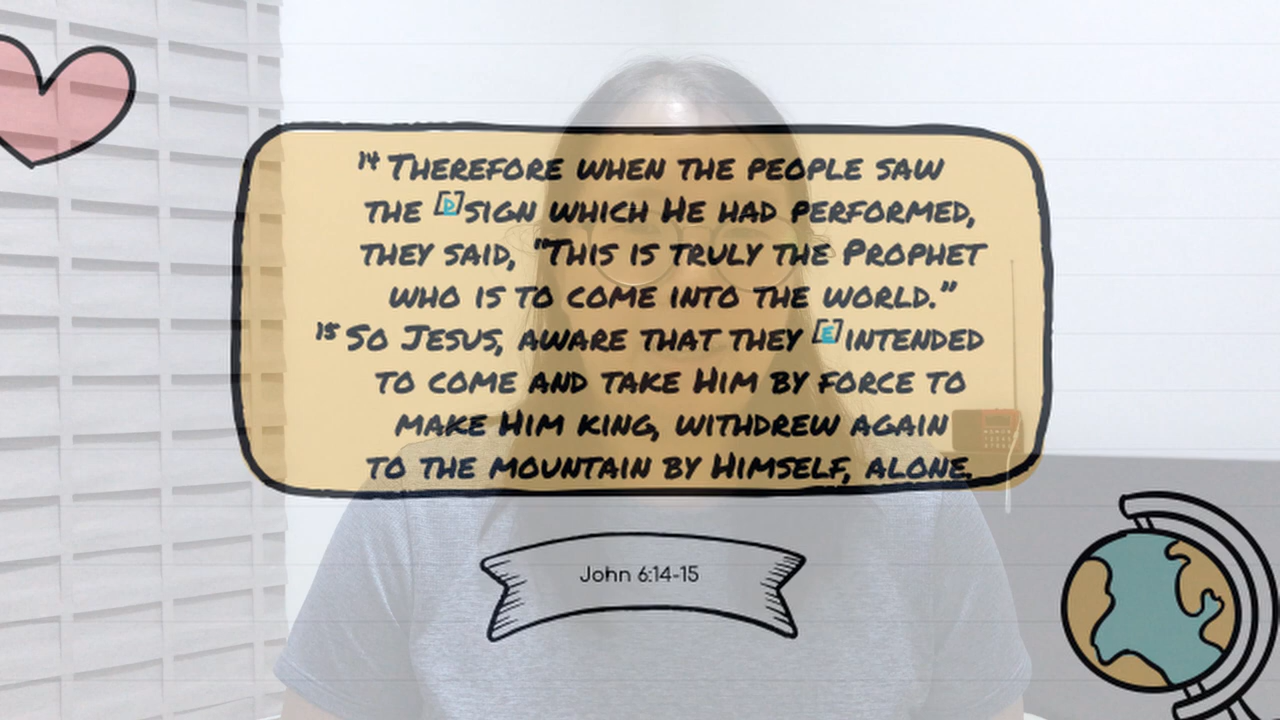 14 Therefore when the people saw
the [D]sign which He had performed,
they said, “This is truly the Prophet
who is to come into the world.”
15 So Jesus, aware that they [E]intended
to come and take Him by force to
make Him king, withdrew again
to the mountain by Himself, alone.
John 6:14-15